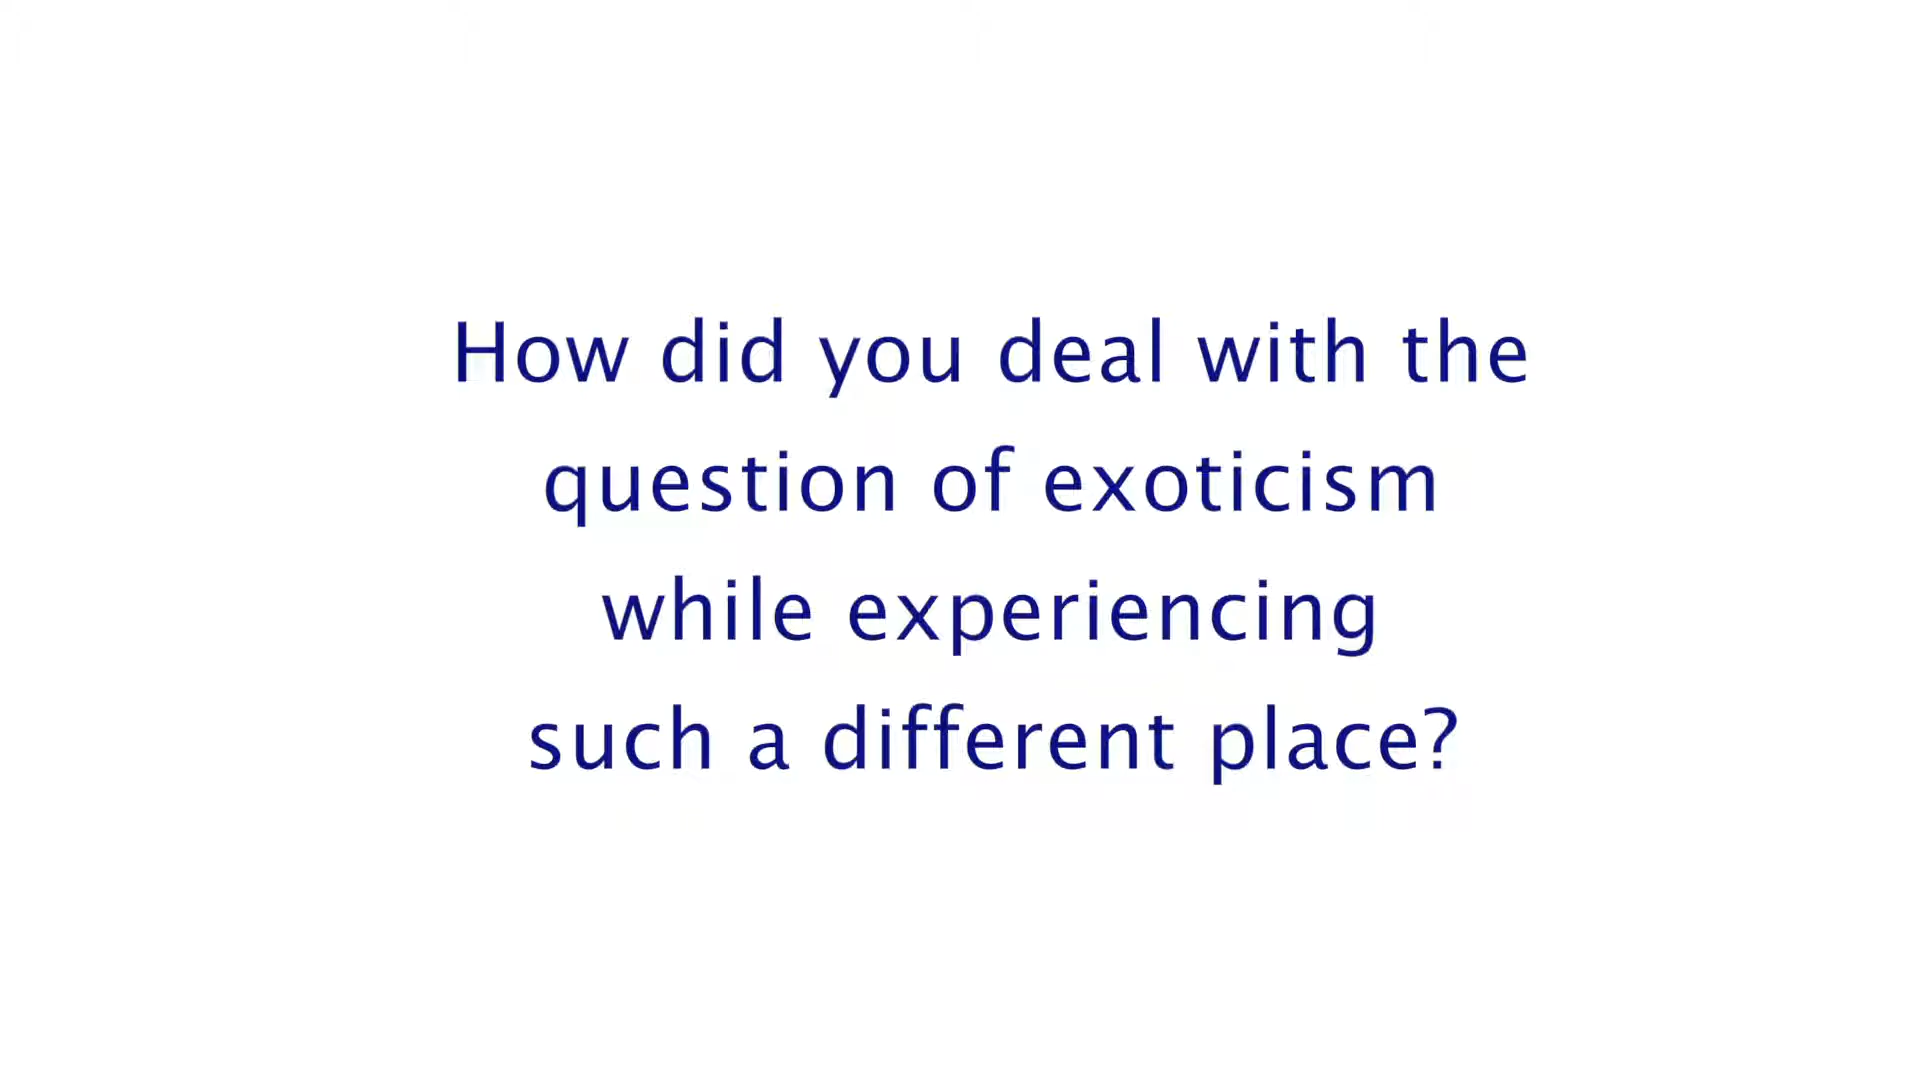 How did you deal with the
question of exoticism
while experiencing
such a different place?